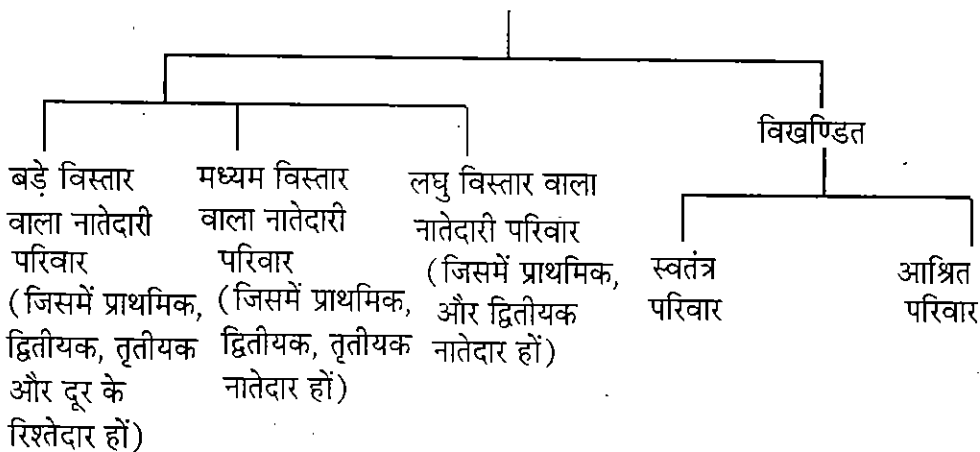 विखण्डित
बड़े विस्तार
वाला नातेदारी
परिवार
(जिसमें प्राथमिक,
द्वितीयक, तृतीयक
और दूर के
रिश्तेदार हों)
मध्यम विस्तार
वाला नातेदारी
परिवार
(जिसमें प्राथमिक,
द्वितीयक, तृतीयक
नातेदार हों)
लघु विस्तार वाला
नातेदारी परिवार
(जिसमें प्राथमिक,
और द्वितीयक
नातेदार हों)
स्वतंत्र
परिवार
आश्रित
परिवार